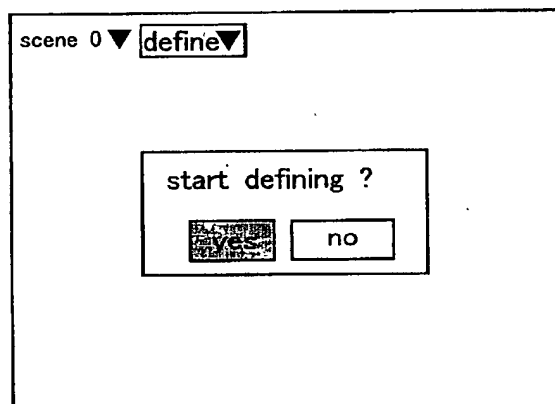 scene 0▼ define▼
start defining ?
yes no